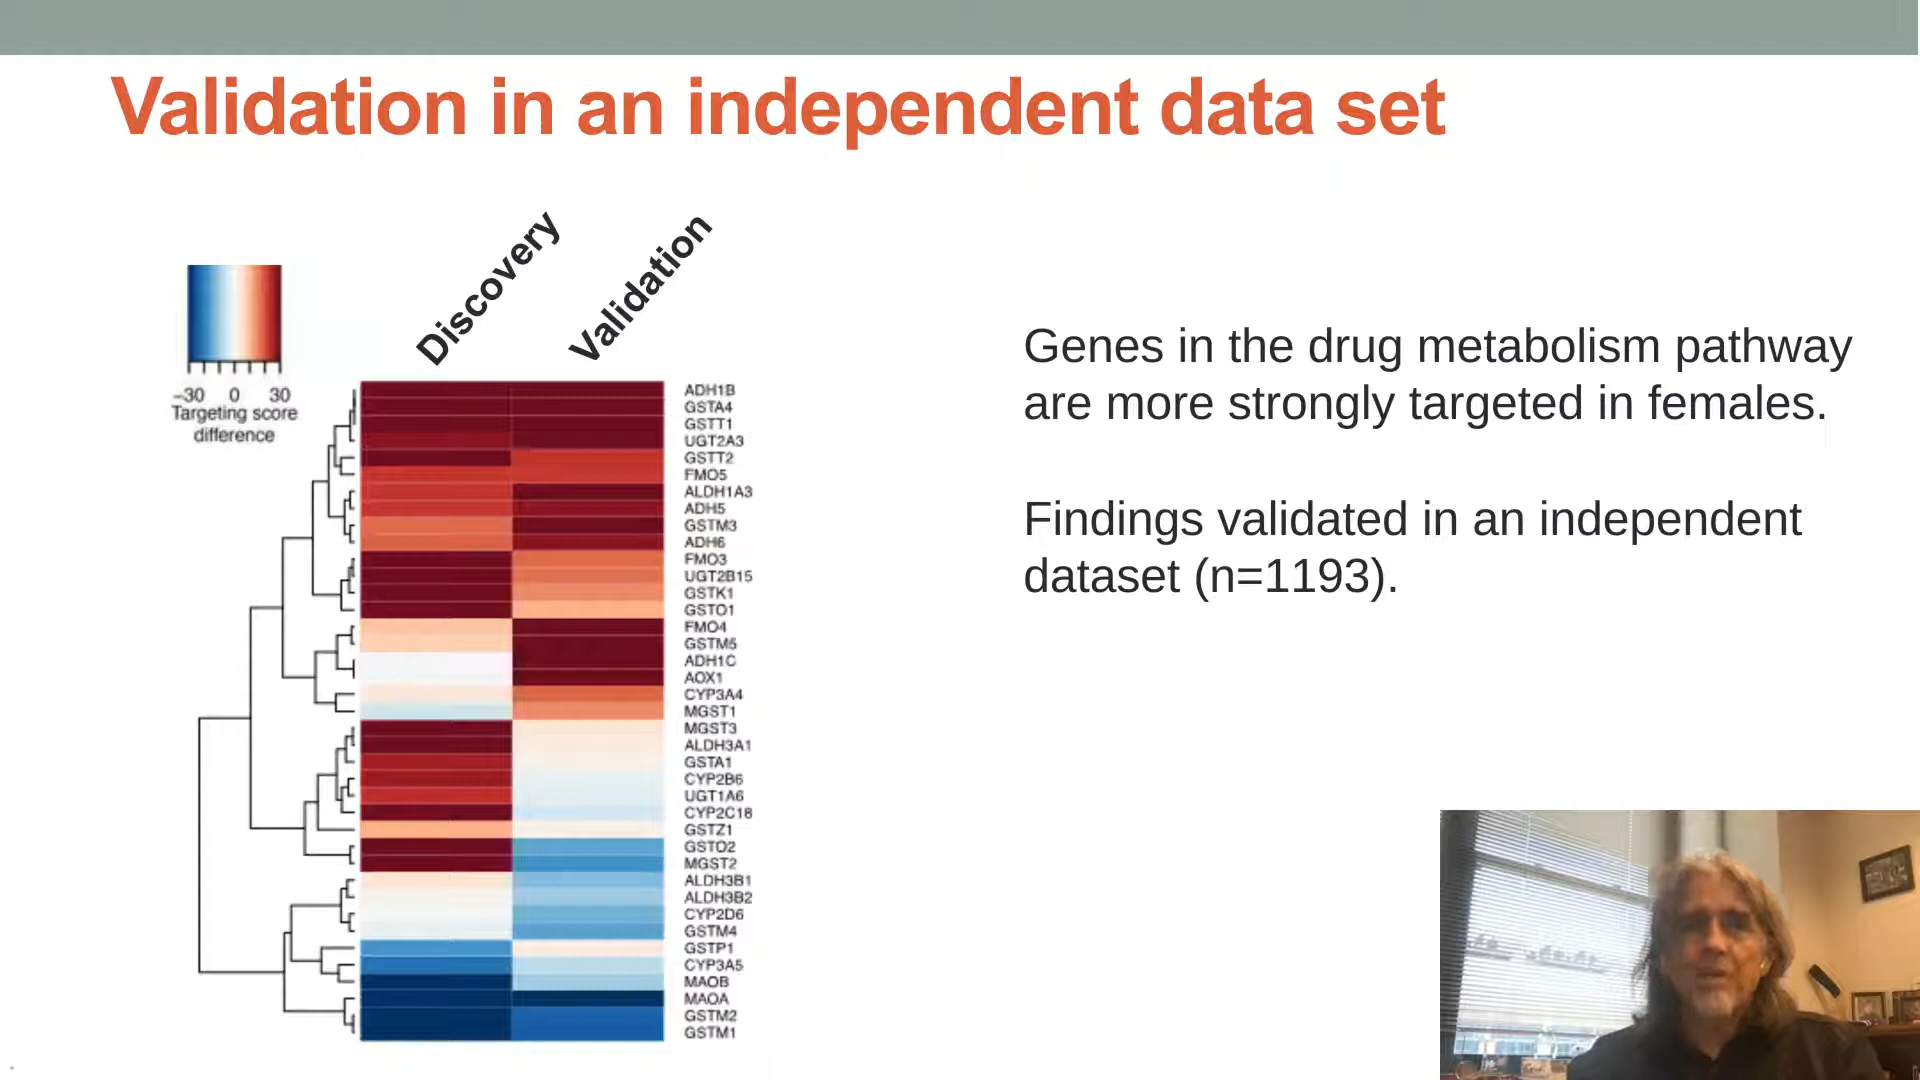 Validation in an independent data set
Discovery
Validation
−30 0 30
Targeting score
difference
ADH1B
GSTA4
GSTT1
UGT2A3
GSTT2
FMO5
ALDH1A3
ADH5
GSTM3
ADH6
FMO3
UGT2B15
GSTK1
GSTO1
FMO4
GSTM5
ADH1C
AOX1
CYP3A4
MGST1
MGST3
ALDH3A1
GSTA1
CYP2B6
UGT1A6
CYP2C18
GSTZ1
GSTO2
MGST2
ALDH3B1
ALDH3B2
CYP2D6
GSTM4
GSTP1
CYP3A5
MAOB
MAOA
GSTM2
GSTM1
Genes in the drug metabolism pathway
are more strongly targeted in females.
Findings validated in an independent
dataset (n=1193).